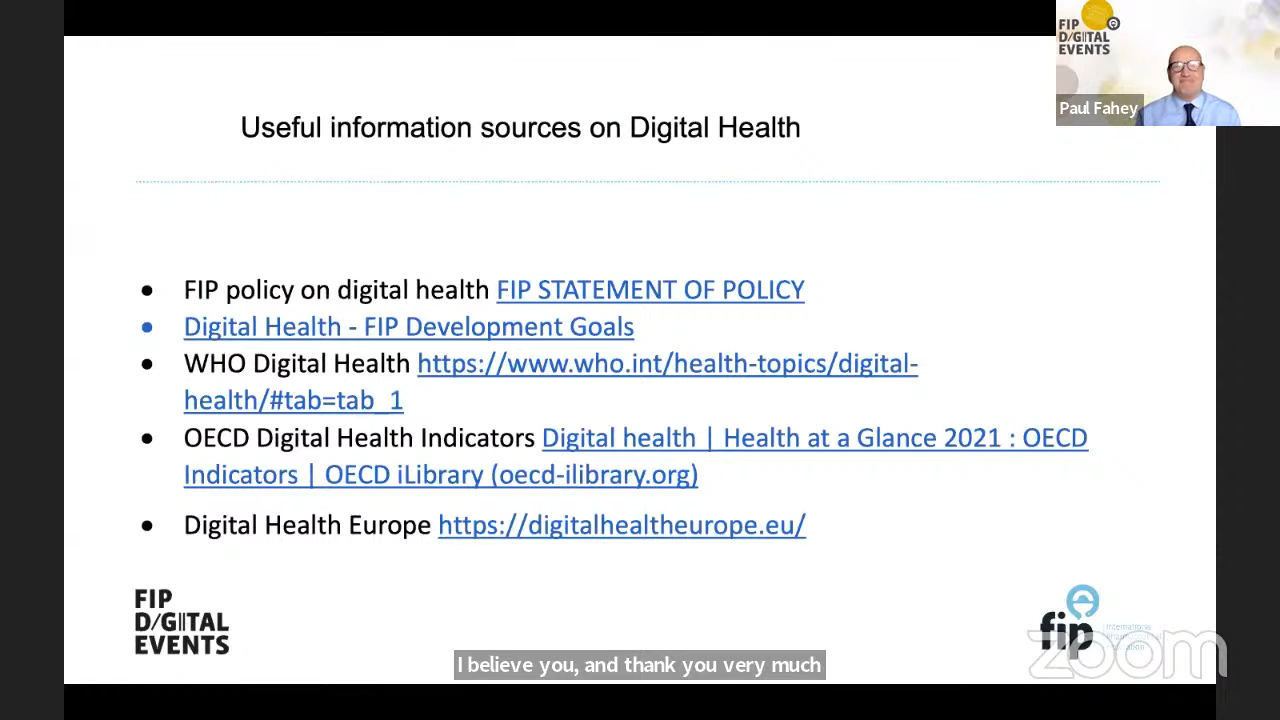 FIP
D/GITAL
EVENTS
Paul Fahey
Useful information sources on Digital Health
• FIP policy on digital health FIP STATEMENT OF POLICY
• Digital Health - FIP Development Goals
• WHO Digital Health https://www.who.int/health-topics/digital-
health/#tab=tab_1
• OECD Digital Health Indicators Digital health | Health at a Glance 2021 : OECD
Indicators | OECD iLibrary (oecd-ilibrary.org)
• Digital Health Europe https://digitalhealtheurope.eu/
FIP
D/GITAL
EVENTS
fip
International
zoom
I believe you, and thank you very much